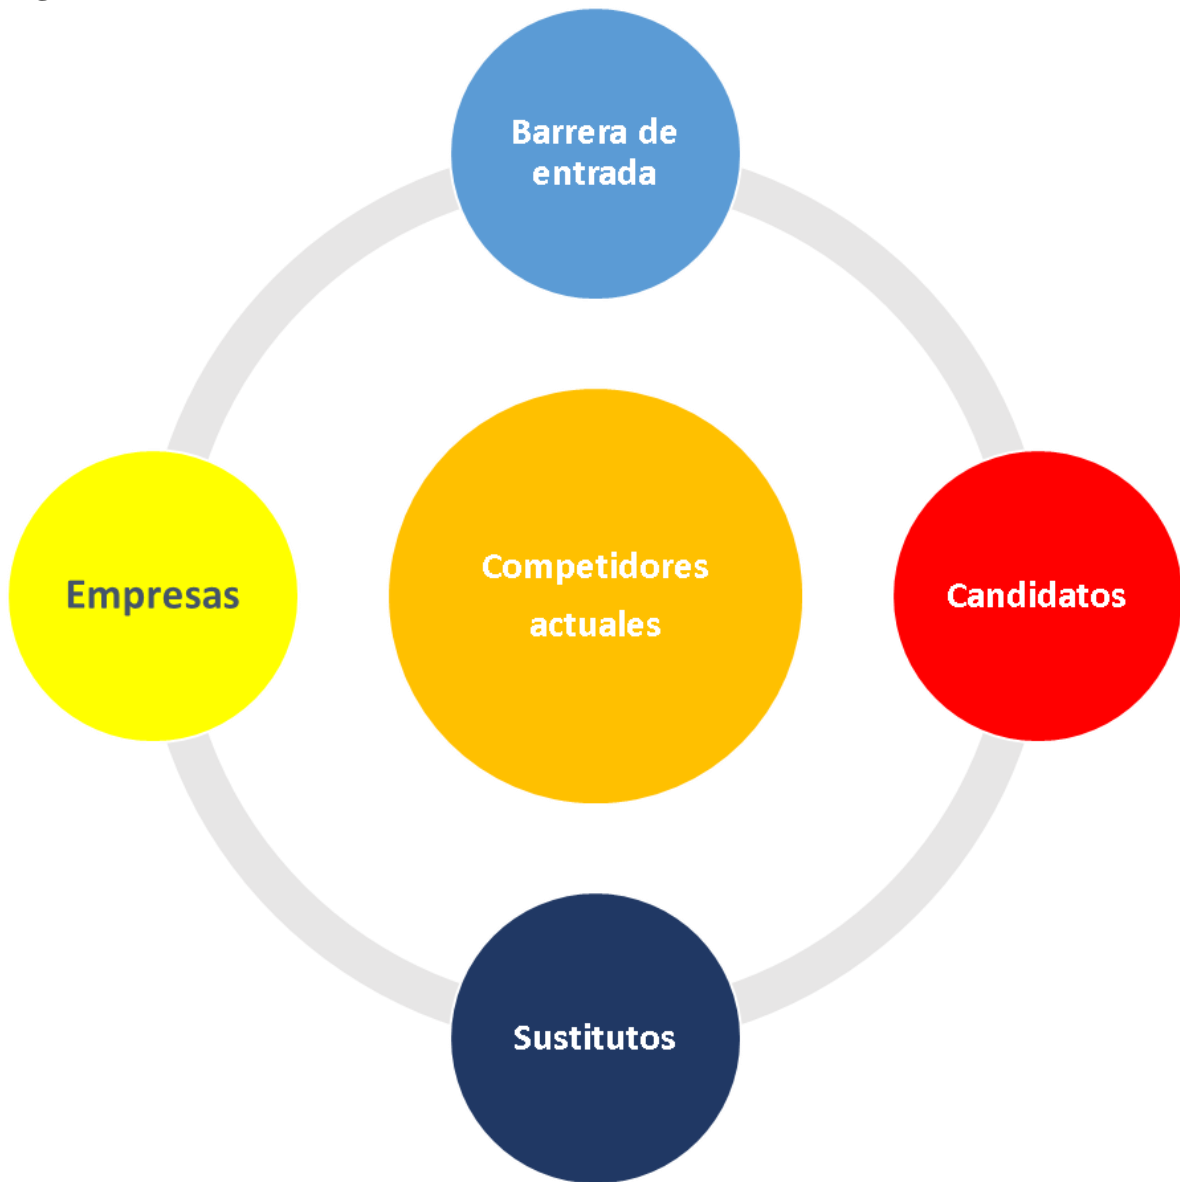 Barrera de
entrada
Empresas
Competidores
actuales
Candidatos
Sustitutos